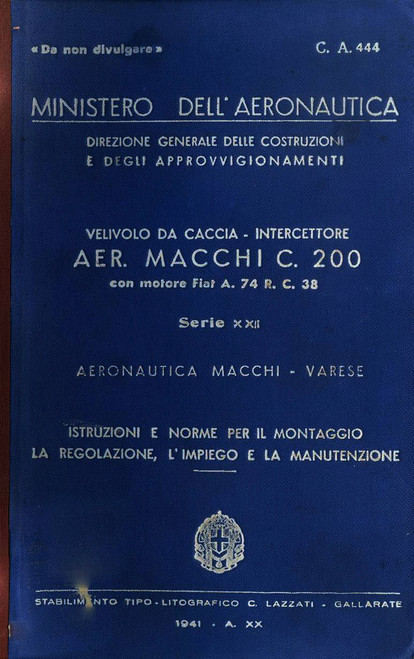 « Da non divulgare » C. A. 444
MINISTERO DELL'AERONAUTICA
DIREZIONE GENERALE DELLE COSTRUZIONI
E DEGLI APPROVVIGIONAMENTI
VELIVOLO DA CACCIA - INTERCETTORE
AER. MACCHI C. 200
con motore Fiat A. 74 R. C. 38
Serie XXII
AERONAUTICA MACCHI - VARESE
ISTRUZIONI E NORME PER IL MONTAGGIO
LA REGOLAZIONE, L'IMPIEGO E LA MANUTENZIONE
STABILIMENTO TIPO-LITOGRAFICO C. LAZZATI - GALLARATE
1941 - A. XX